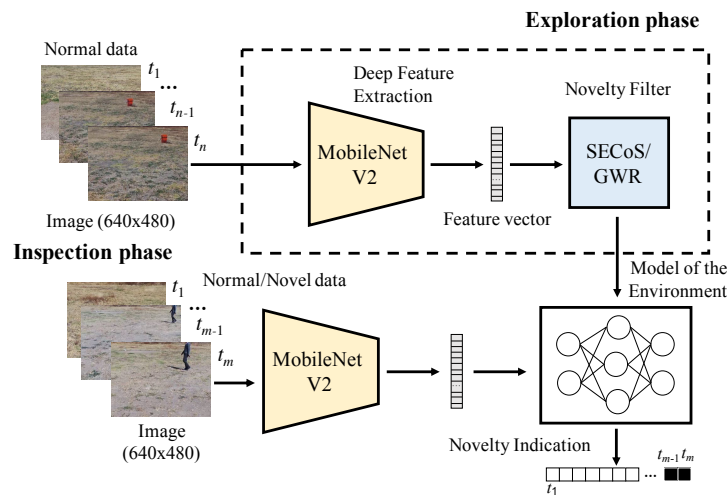 Exploration phase
Normal data
t1
...
tn-1
tn
Image (640x480)
Deep Feature
Extraction
MobileNet
V2
Feature vector
Novelty Filter
SECoS/
GWR
Inspection phase
Normal/Novel data
t1
...
tm-1
tm
Image
(640x480)
MobileNet
V2
Model of the
Environment
Novelty Indication
t1
...
tm-1 tm